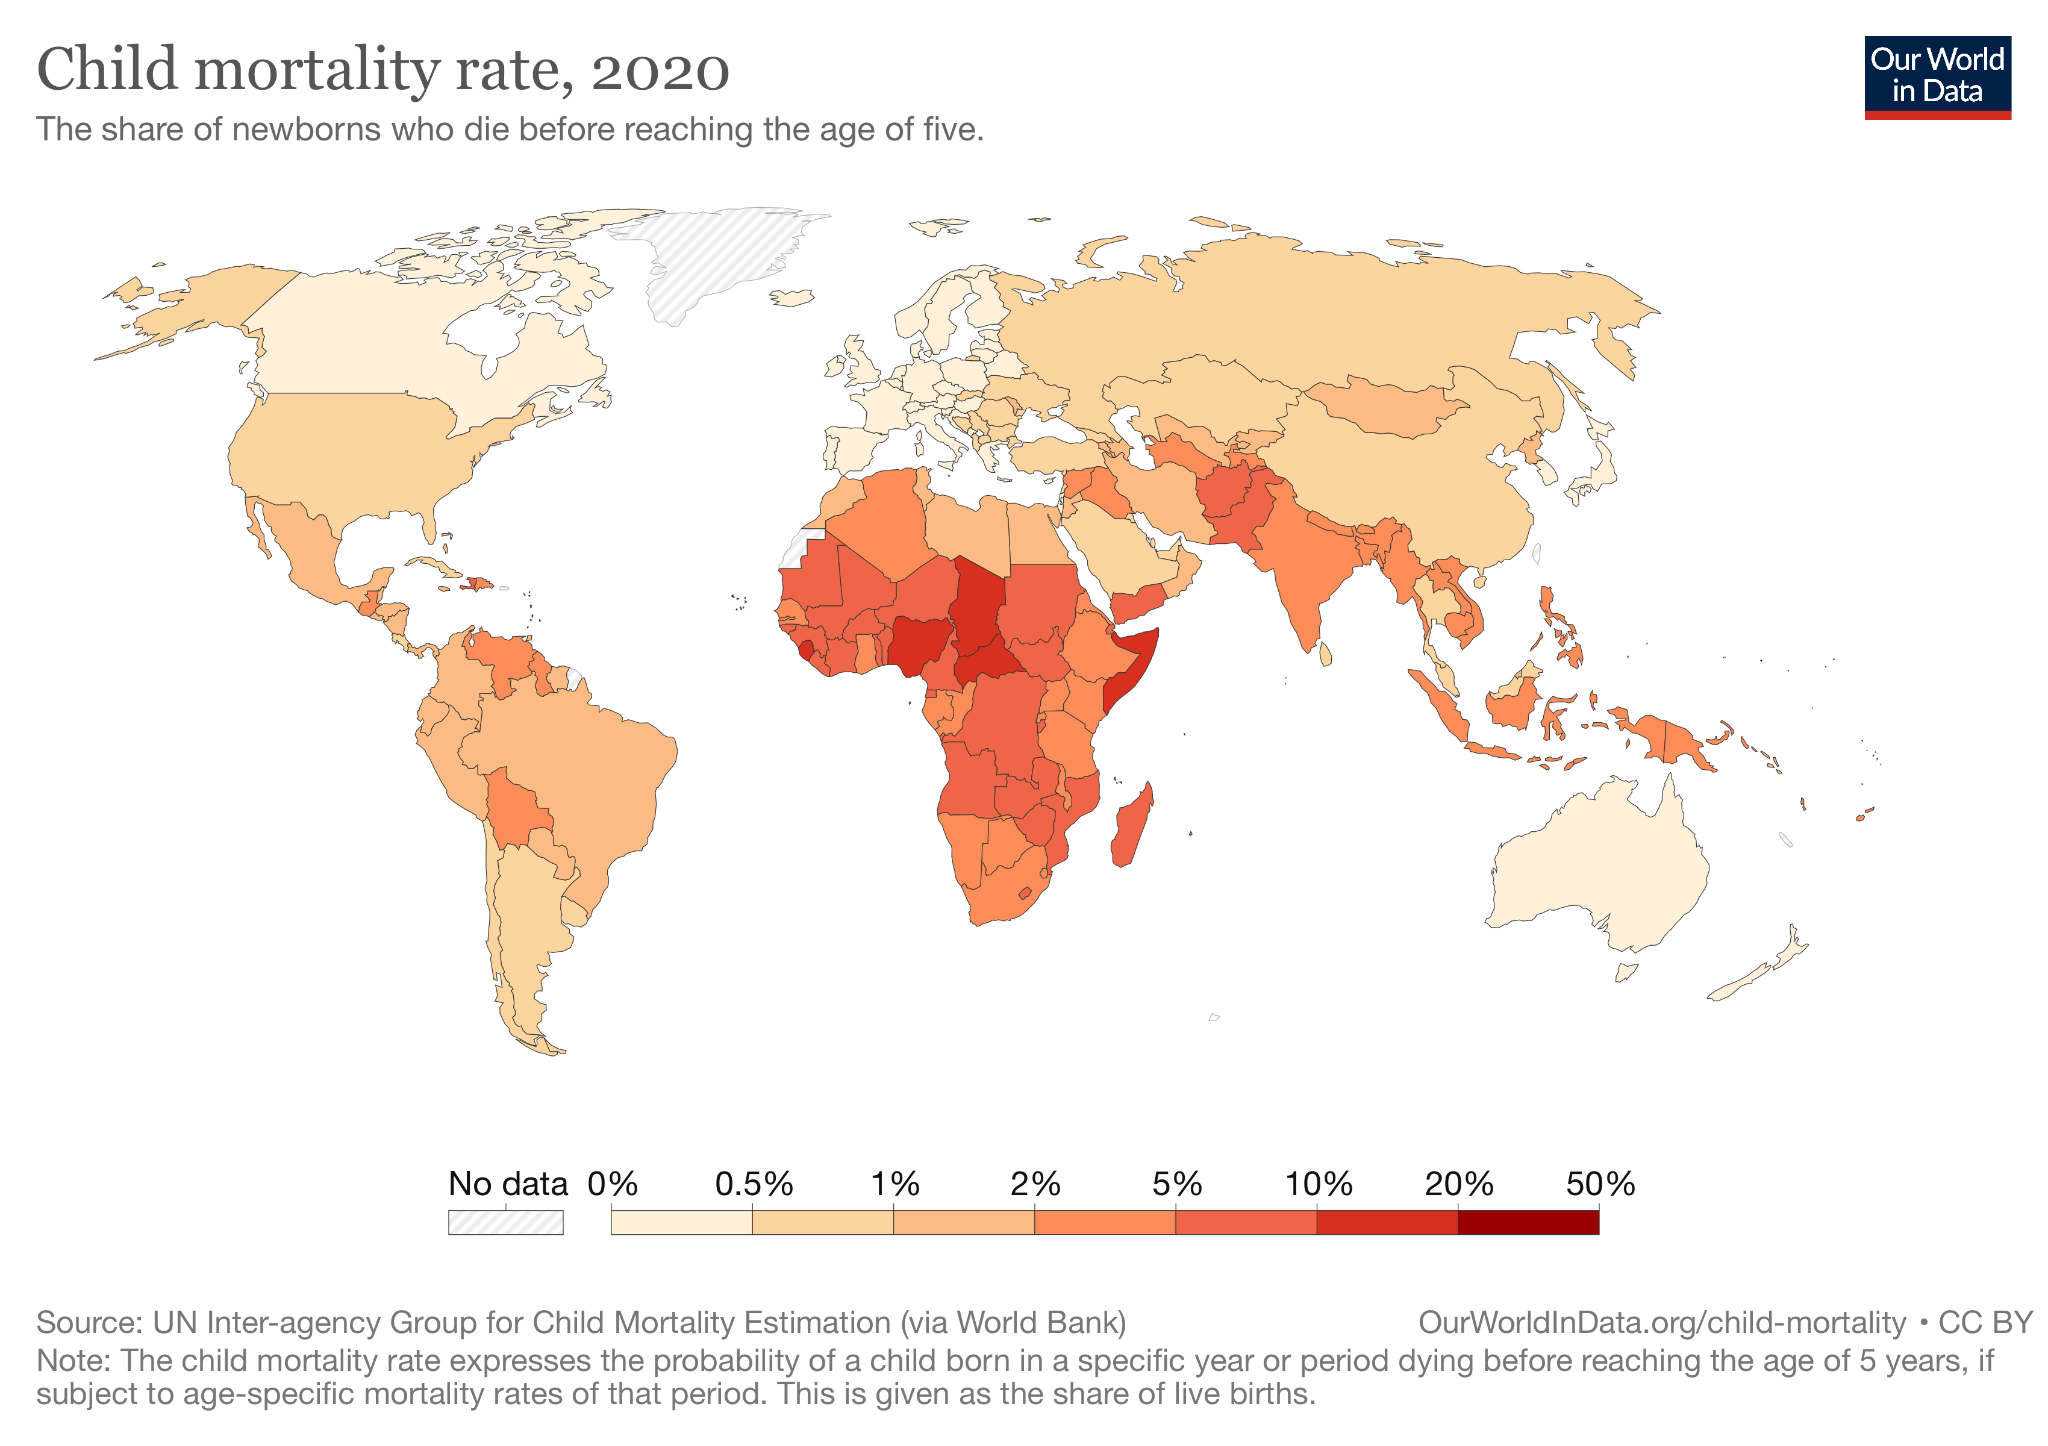 Child mortality rate, 2020
The share of newborns who die before reaching the age of five.
Our World
in Data
No data
0%
0.5%
1%
2%
5%
10%
20%
50%
Source: UN Inter-agency Group for Child Mortality Estimation (via World Bank)
OurWorldInData.org/child-mortality • CC BY
Note: The child mortality rate expresses the probability of a child born in a specific year or period dying before reaching the age of 5 years, if
subject to age-specific mortality rates of that period. This is given as the share of live births.